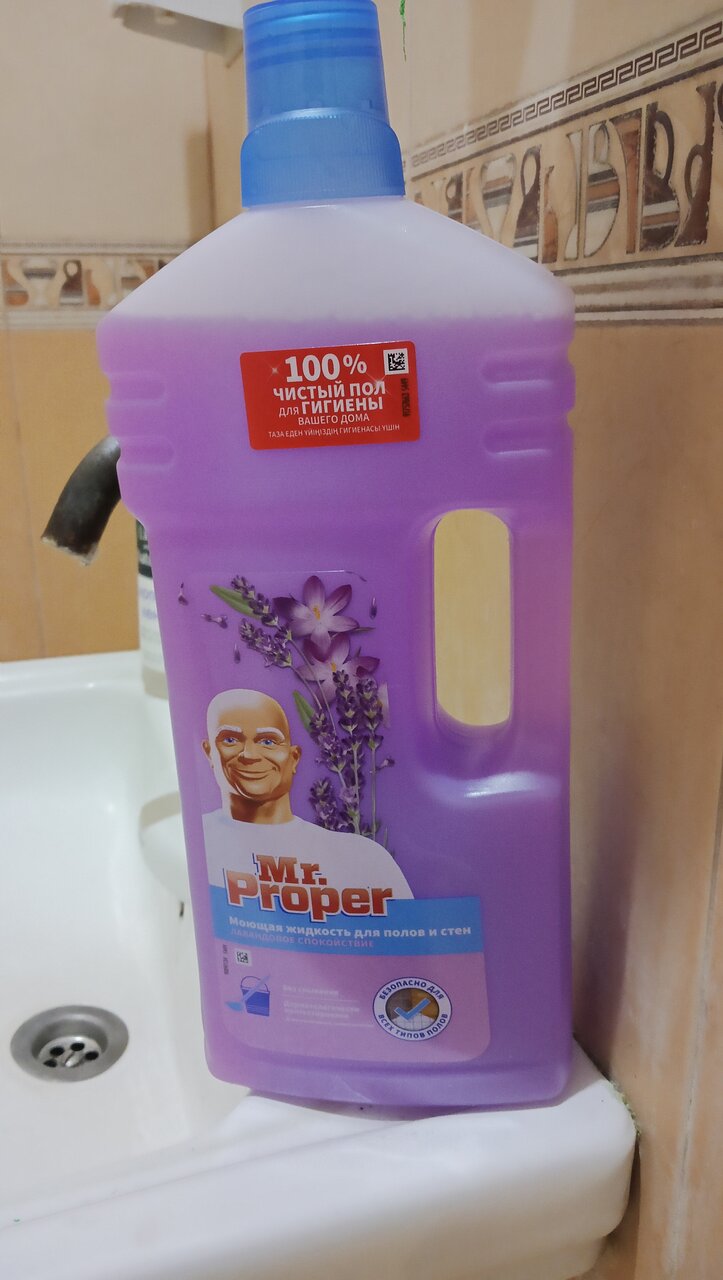 100%
ЧИСТЫЙ ПОЛ
для ГИГИЕНЫ
ВАШЕГО ДОМА
ТАЗА ЕДЕН ҮЙІҢІЗДІҢ ГИГИЕНАСЫ ҮШІН
Mr.
Proper
Моющая жидкость для полов и стен
ЛАВАНДОВОЕ СПОКОЙСТВИЕ
Без смывания
БЕЗОПАСНО ДЛЯ
ВСЕХ ТИПОВ ПОЛОВ